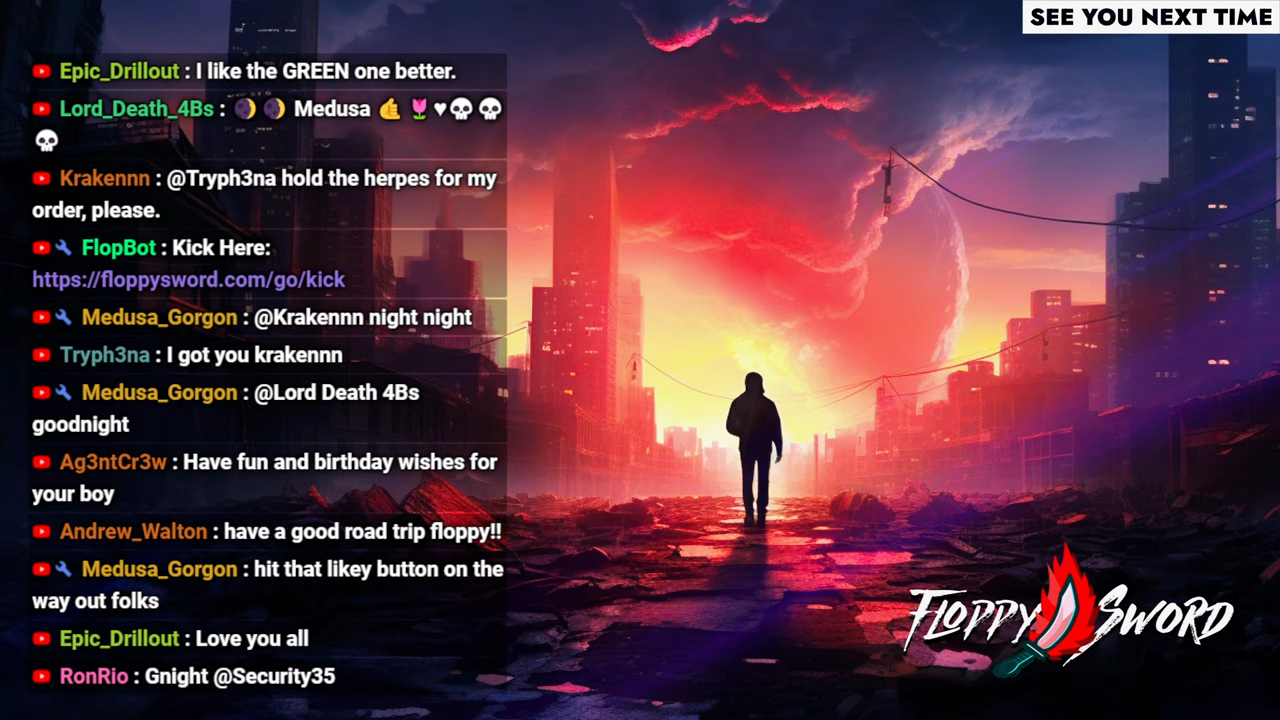 SEE YOU NEXT TIME
Epic_Drillout : I like the GREEN one better.
Lord_Death_4Bs : 🌒 🌒 Medusa 👍 🌷 ♥💀 💀
💀
Krakennn : @Tryph3na hold the herpes for my
order, please.
FlopBot : Kick Here:
https://floppysword.com/go/kick
Medusa_Gorgon : @Krakennn night night
Tryph3na : I got you krakennn
Medusa_Gorgon : @Lord Death 4Bs
goodnight
Ag3ntCr3w : Have fun and birthday wishes for
your boy
Andrew_Walton : have a good road trip floppy!!
Medusa_Gorgon : hit that likey button on the
way out folks
Epic_Drillout : Love you all
RonRio : Gnight @Security35
FLOPPY SWORD